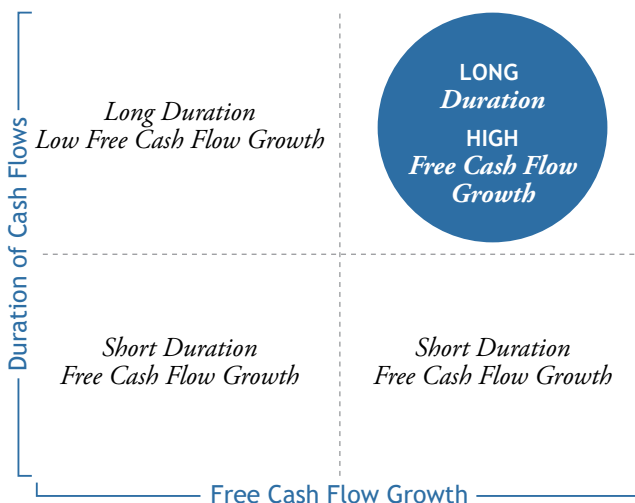 Long Duration
Low Free Cash Flow Growth
LONG
Duration
HIGH
Free Cash Flow
Growth
Short Duration
Free Cash Flow Growth
Short Duration
Free Cash Flow Growth
Duration of Cash Flows
Free Cash Flow Growth